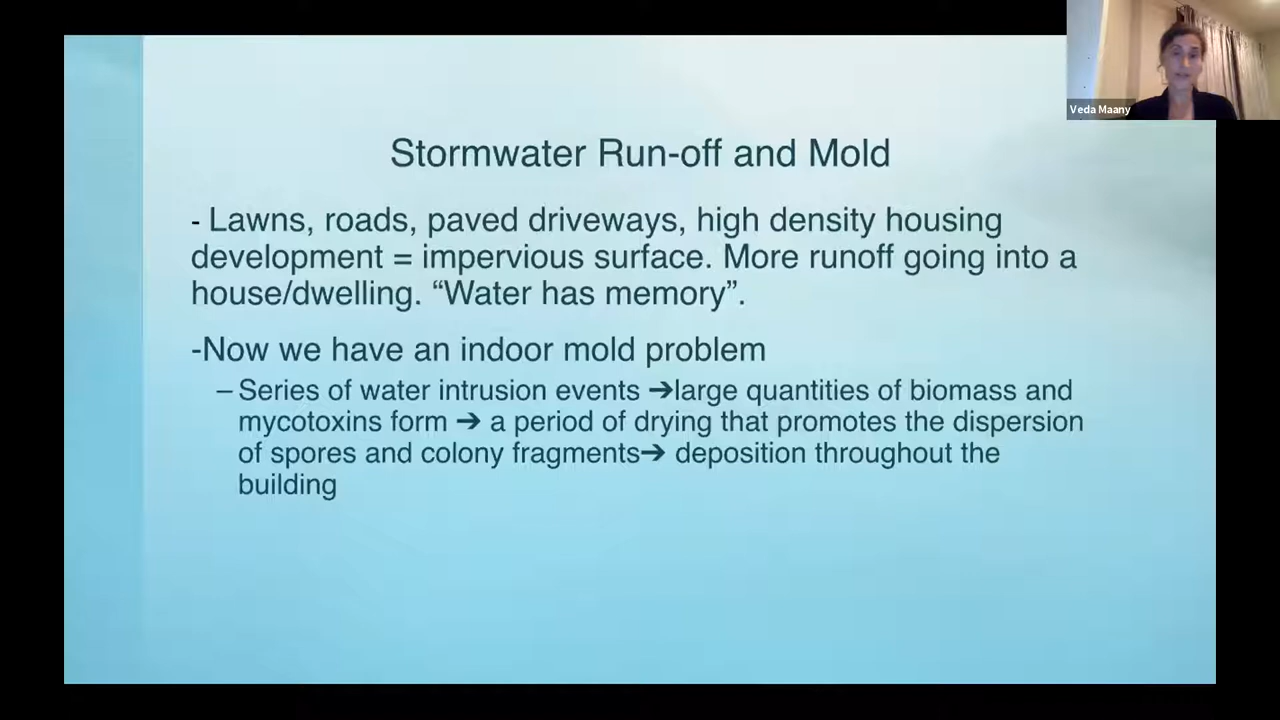 Veda Maany
Stormwater Run-off and Mold
- Lawns, roads, paved driveways, high density housing
development = impervious surface. More runoff going into a
house/dwelling. “Water has memory”.
-Now we have an indoor mold problem
– Series of water intrusion events ➔large quantities of biomass and
mycotoxins form ➔ a period of drying that promotes the dispersion
of spores and colony fragments➔ deposition throughout the
building